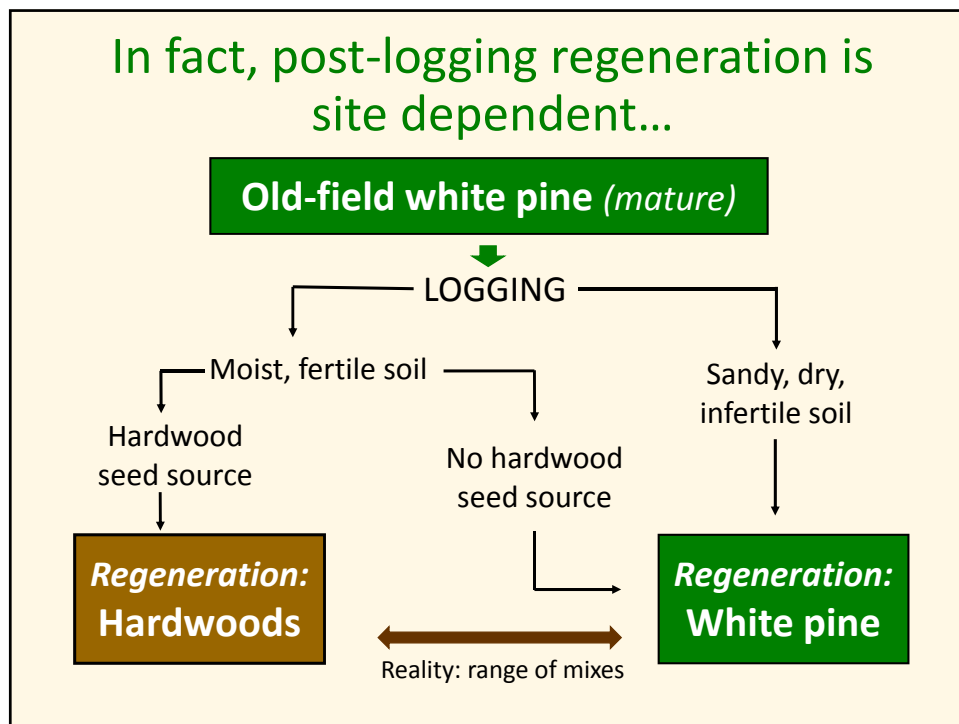 In fact, post-logging regeneration is
site dependent…
Old-field white pine (mature)
LOGGING
Moist, fertile soil
Sandy, dry,
infertile soil
Hardwood
seed source
No hardwood
seed source
Regeneration:
Hardwoods
Regeneration:
White pine
Reality: range of mixes